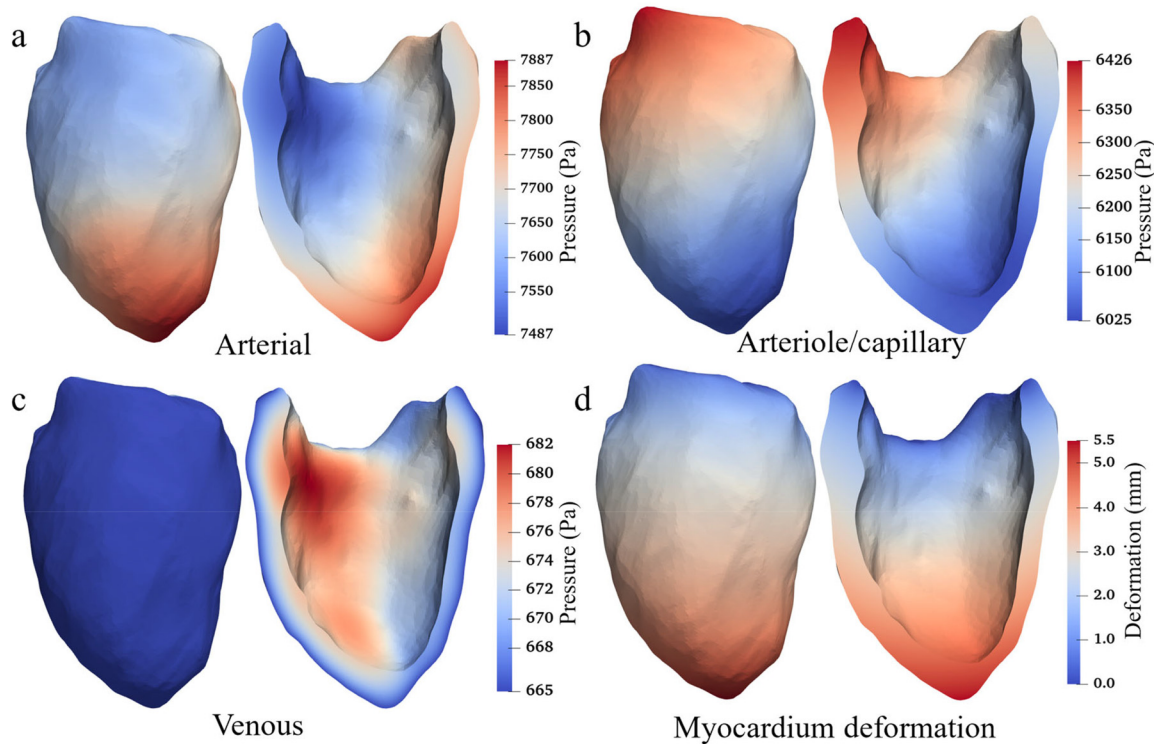 a
7887
7850
7800
7750
7700
7650
7600
7550
7487
Pressure (Pa)
Arterial
b
6426
6400
6350
6300
6250
6200
6150
6100
6025
Pressure (Pa)
Arteriole/capillary
c
682
680
678
676
674
672
670
668
665
Pressure (Pa)
Venous
d
5.5
5.0
4.0
3.0
2.0
1.0
0.0
Deformation (mm)
Myocardium deformation